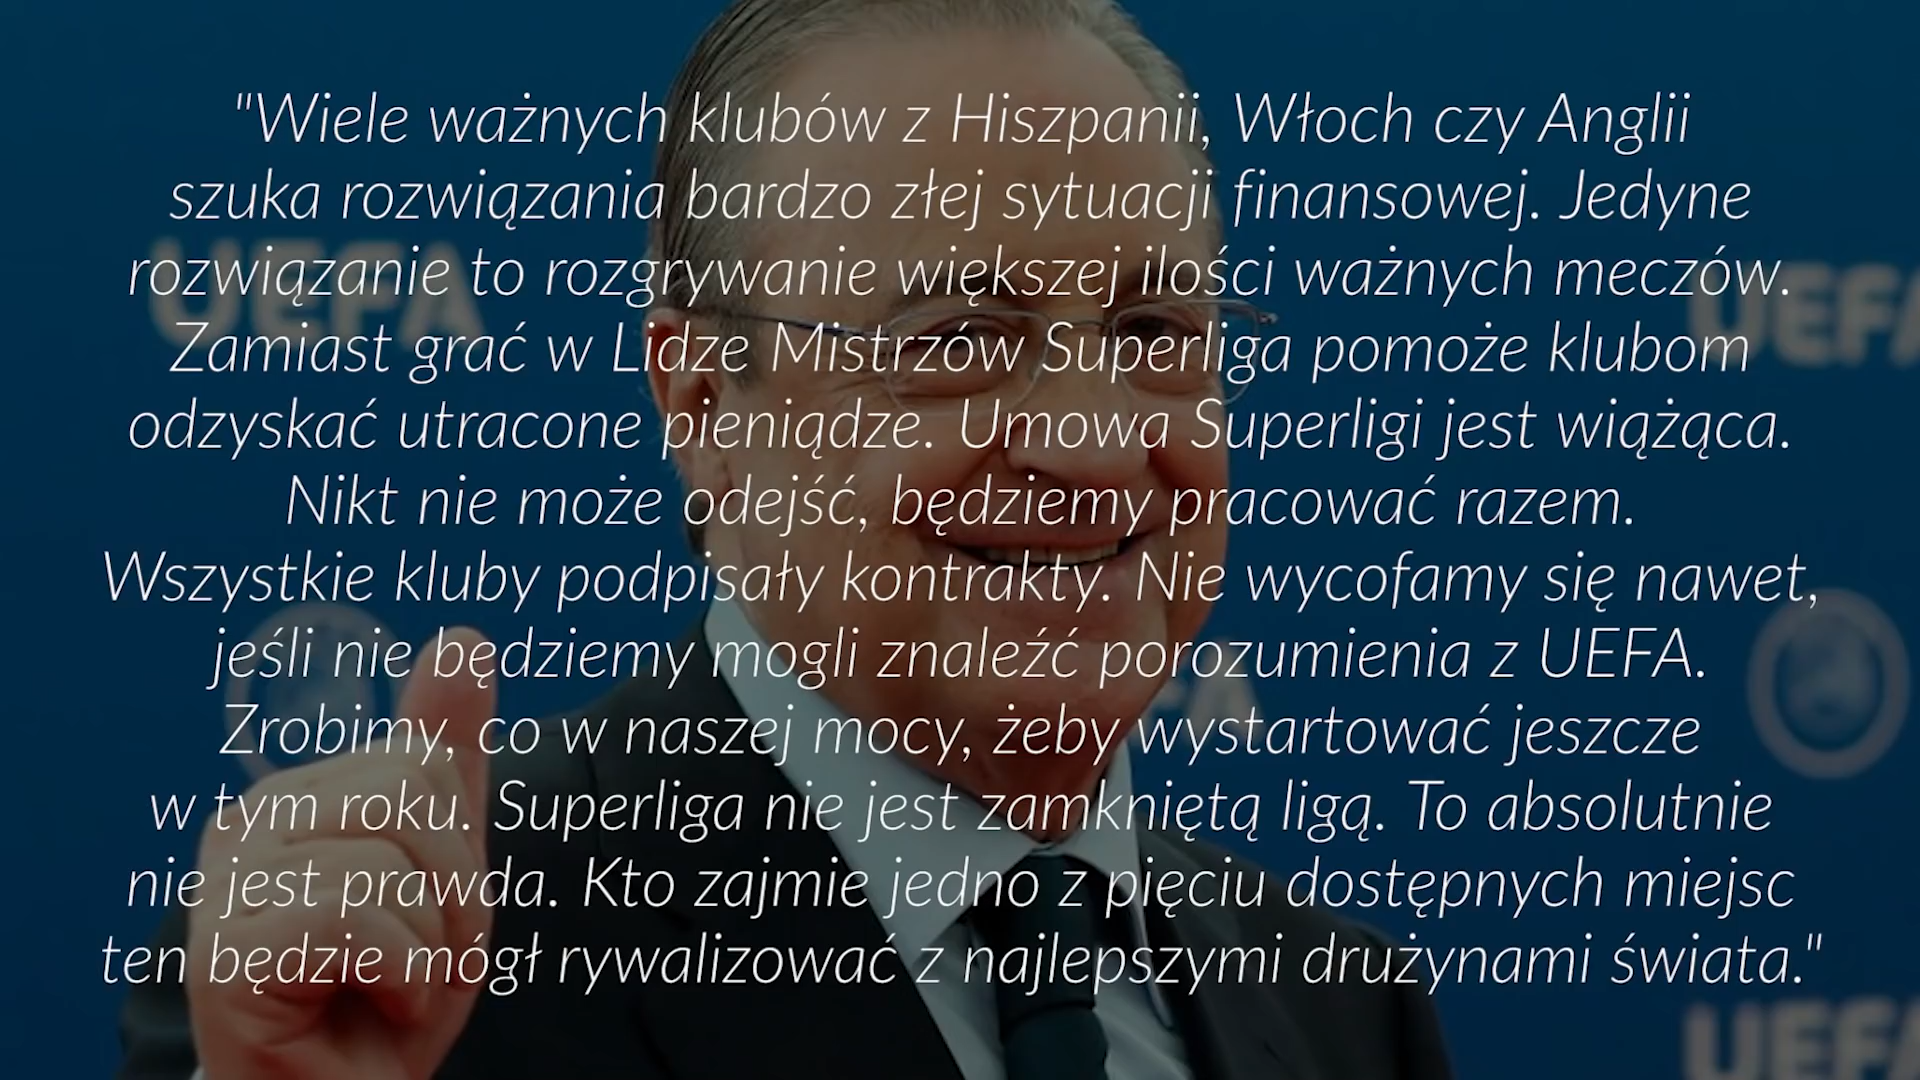 "Wiele ważnych klubów z Hiszpanii, Włoch czy Anglii
szuka rozwiązania bardzo złej sytuacji finansowej. Jedyne
rozwiązanie to rozgrywanie większej ilości ważnych meczów.
Zamiast grać w Lidze Mistrzów Superliga pomoże klubom
odzyskać utracone pieniądze. Umowa Superligi jest wiążąca.
Nikt nie może odejść, będziemy pracować razem.
Wszystkie kluby podpisały kontrakty. Nie wycofamy się nawet,
jeśli nie będziemy mogli znaleźć porozumienia z UEFA.
Zrobimy, co w naszej mocy, żeby wystartować jeszcze
w tym roku. Superliga nie jest zamkniętą ligą. To absolutnie
nie jest prawda. Kto zajmie jedno z pięciu dostępnych miejsc
ten będzie mógł rywalizować z najlepszymi drużynami świata."
UEFA
UEFA
UEFA